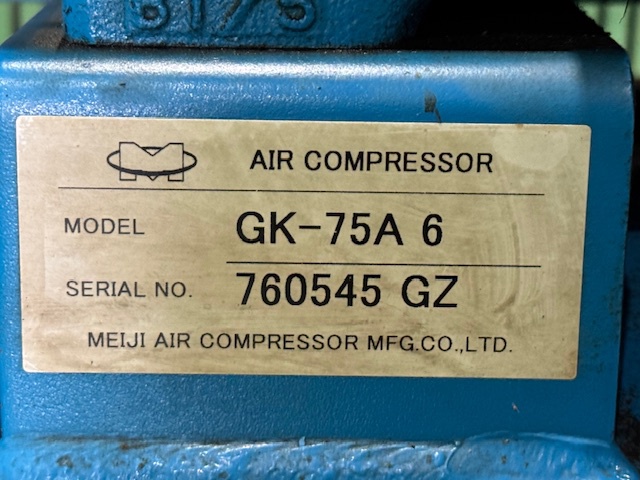 AIR COMPRESSOR
MODEL GK-75A 6
SERIAL NO. 760545 GZ
MEIJI AIR COMPRESSOR MFG.CO.,LTD.